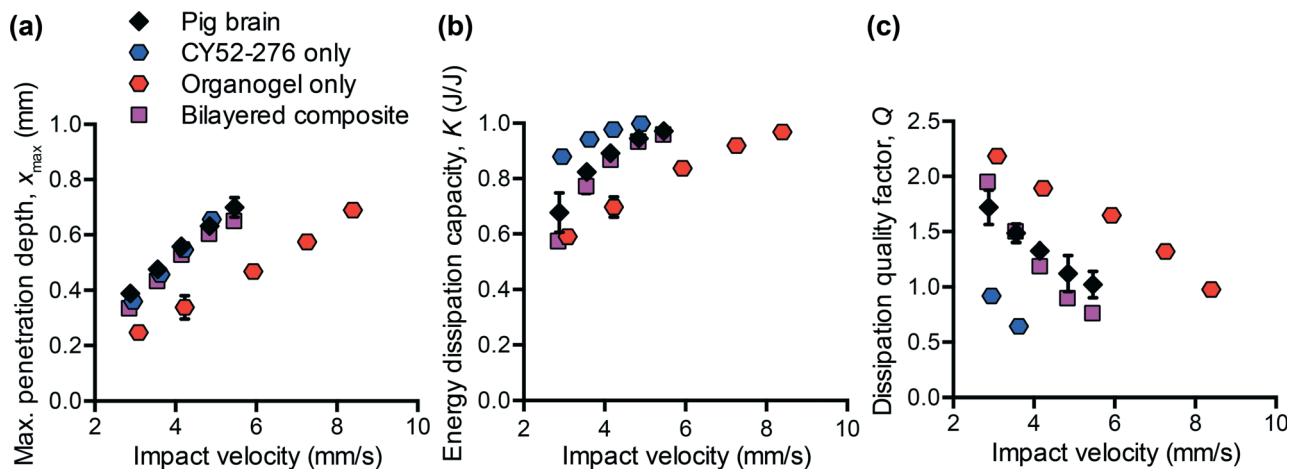 (a)
Pig brain
CY52-276 only
Organogel only
Bilayered composite
Max. penetration depth, xmax (mm)
1.0
0.8
0.6
0.4
0.2
0.0
2 4 6 8 10
Impact velocity (mm/s)
(b)
Energy dissipation capacity, K (J/J)
1.0
0.8
0.6
0.4
0.2
0.0
2 4 6 8 10
Impact velocity (mm/s)
(c)
Dissipation quality factor, Q
2.5
2.0
1.5
1.0
0.5
0.0
2 4 6 8 10
Impact velocity (mm/s)